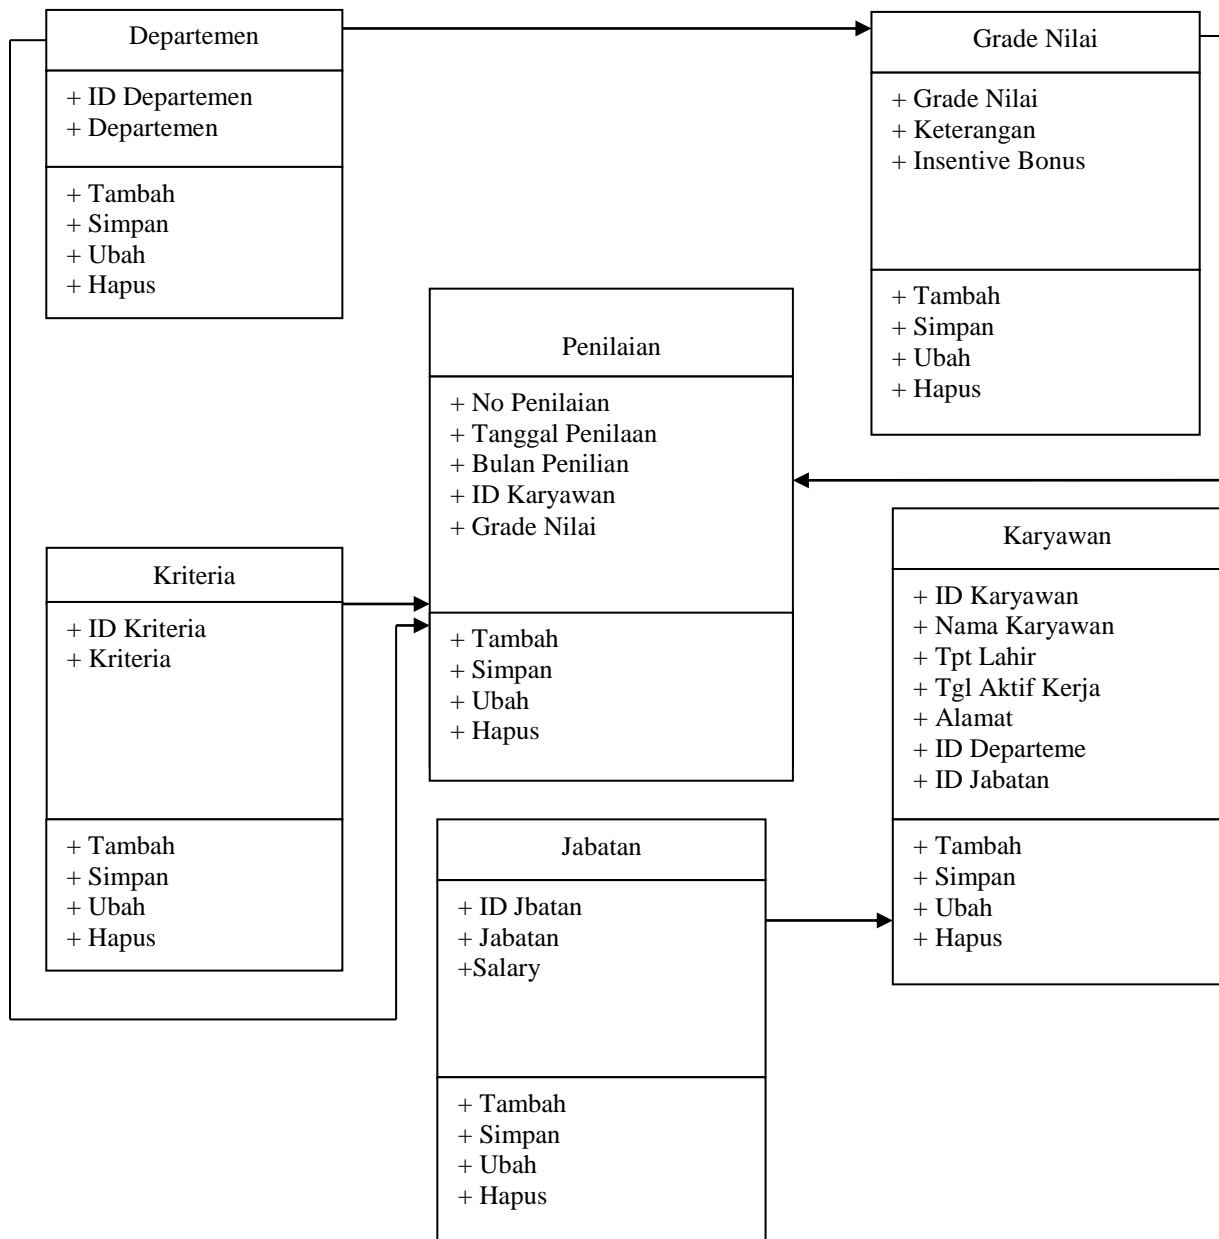 Departemen
+ ID Departemen
+ Departemen
+ Tambah
+ Simpan
+ Ubah
+ Hapus
Grade Nilai
+ Grade Nilai
+ Keterangan
+ Insentive Bonus
+ Tambah
+ Simpan
+ Ubah
+ Hapus
Penilaian
+ No Penilaian
+ Tanggal Penilaan
+ Bulan Penilian
+ ID Karyawan
+ Grade Nilai
+ Tambah
+ Simpan
+ Ubah
+ Hapus
Kriteria
+ ID Kriteria
+ Kriteria
+ Tambah
+ Simpan
+ Ubah
+ Hapus
Karyawan
+ ID Karyawan
+ Nama Karyawan
+ Tpt Lahir
+ Tgl Aktif Kerja
+ Alamat
+ ID Departeme
+ ID Jabatan
+ Tambah
+ Simpan
+ Ubah
+ Hapus
Jabatan
+ ID Jbatan
+ Jabatan
+Salary
+ Tambah
+ Simpan
+ Ubah
+ Hapus